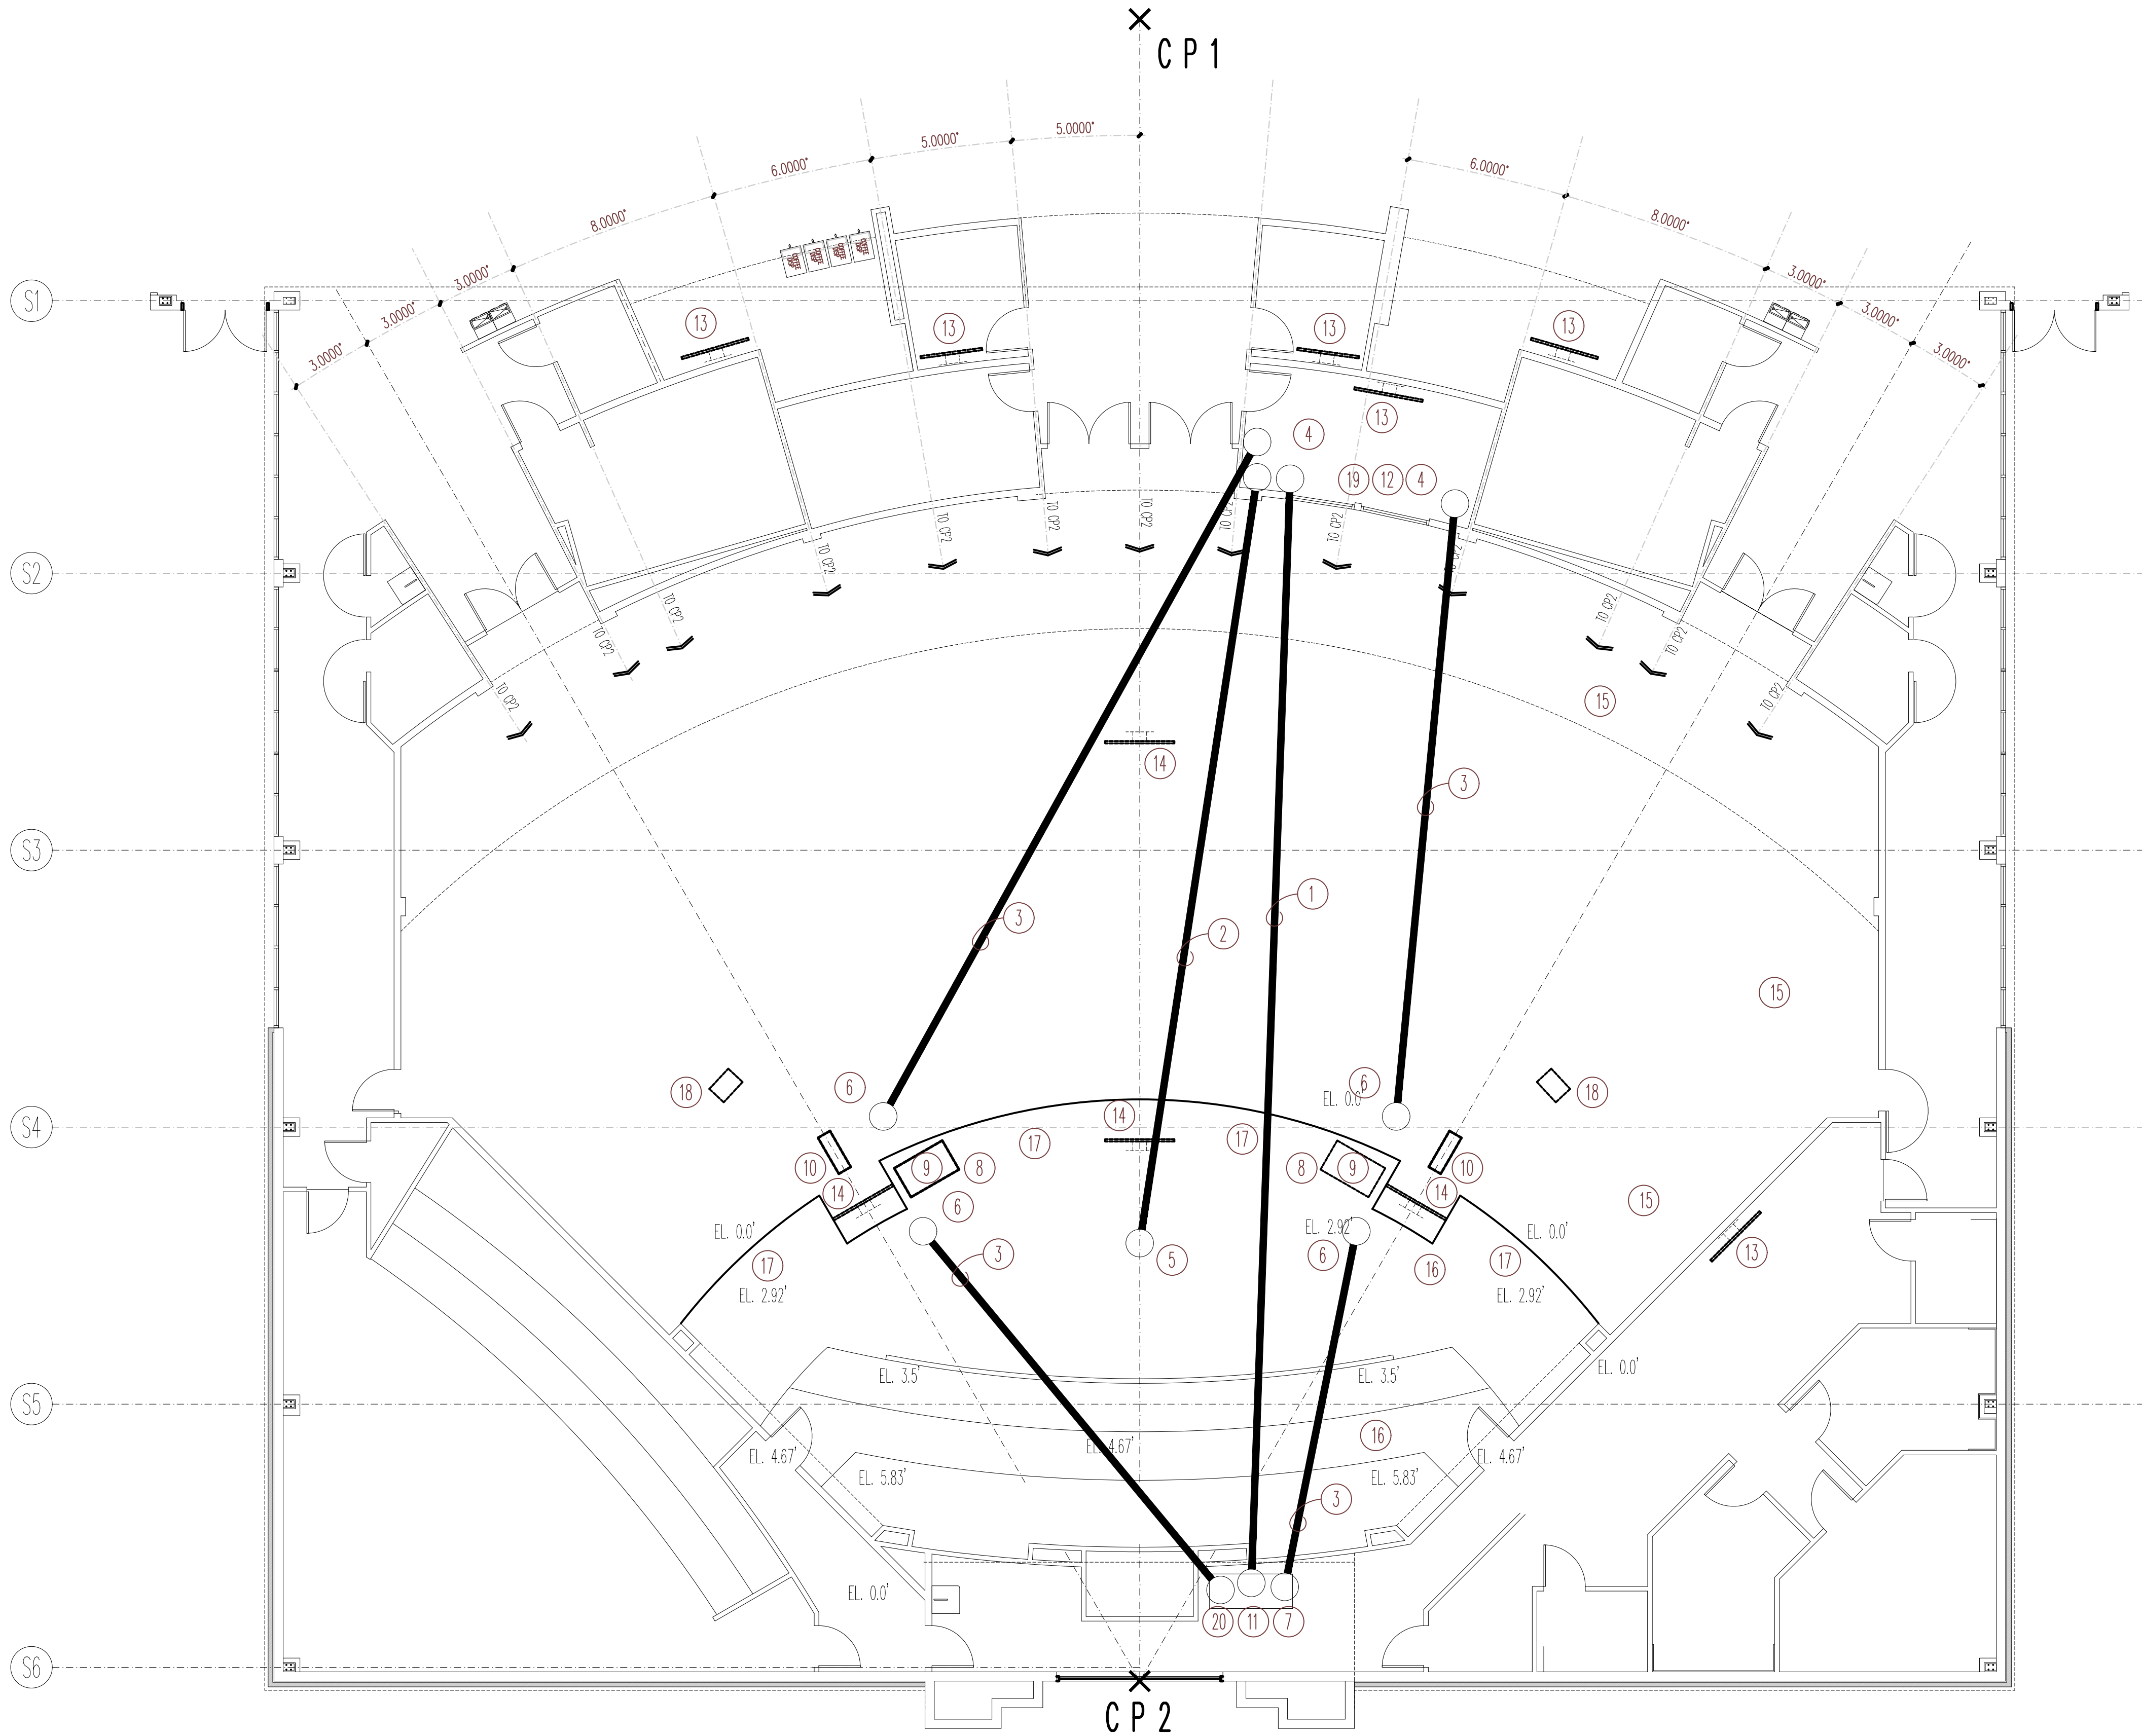 CP1
5.0000°
5.0000°
6.0000°
6.0000°
8.0000°
8.0000°
3.0000°
3.0000°
3.0000°
3.0000°
3.0000°
3.0000°
S1
13
13
13
13
13
4
19
12
4
TO CP2
TO CP2
TO CP2
TO CP2
TO CP2
TO CP2
TO CP2
TO CP2
TO CP2
TO CP2
TO CP2
TO CP2
TO CP2
S2
15
14
3
S3
1
3
2
15
18
6
6
18
EL. 0.0'
S4
14
17
17
10
9
8
8
9
10
14
14
15
6
EL. 0.0'
EL. 2.92'
EL. 0.0'
13
3
5
6
16
17
17
EL. 2.92'
EL. 2.92'
EL. 3.5'
EL. 3.5'
EL. 0.0'
S5
16
EL. 4.67'
EL. 4.67'
EL. 4.67'
EL. 5.83'
EL. 5.83'
3
EL. 0.0'
20
11
7
S6
CP2